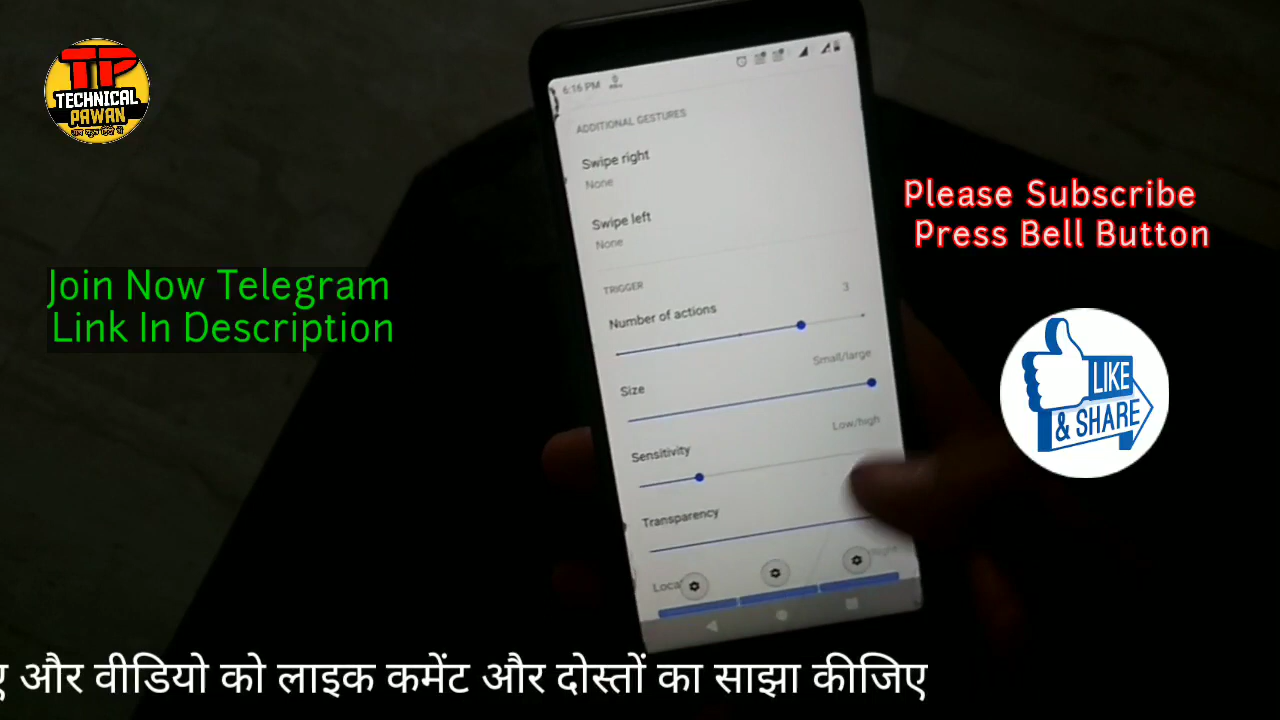 TP
TECHNICAL
PAWAN
Please Subscribe
Press Bell Button
Join Now Telegram
Link In Description
LIKE
& SHARE
6:16 PM
ADDITIONAL GESTURES
Swipe right
None
Swipe left
None
TRIGGER
Number of actions 3
Size Small/large
Sensitivity Low/high
Transparency
और वीडियो को लाइक कमेंट और दोस्तों का साझा कीजिए